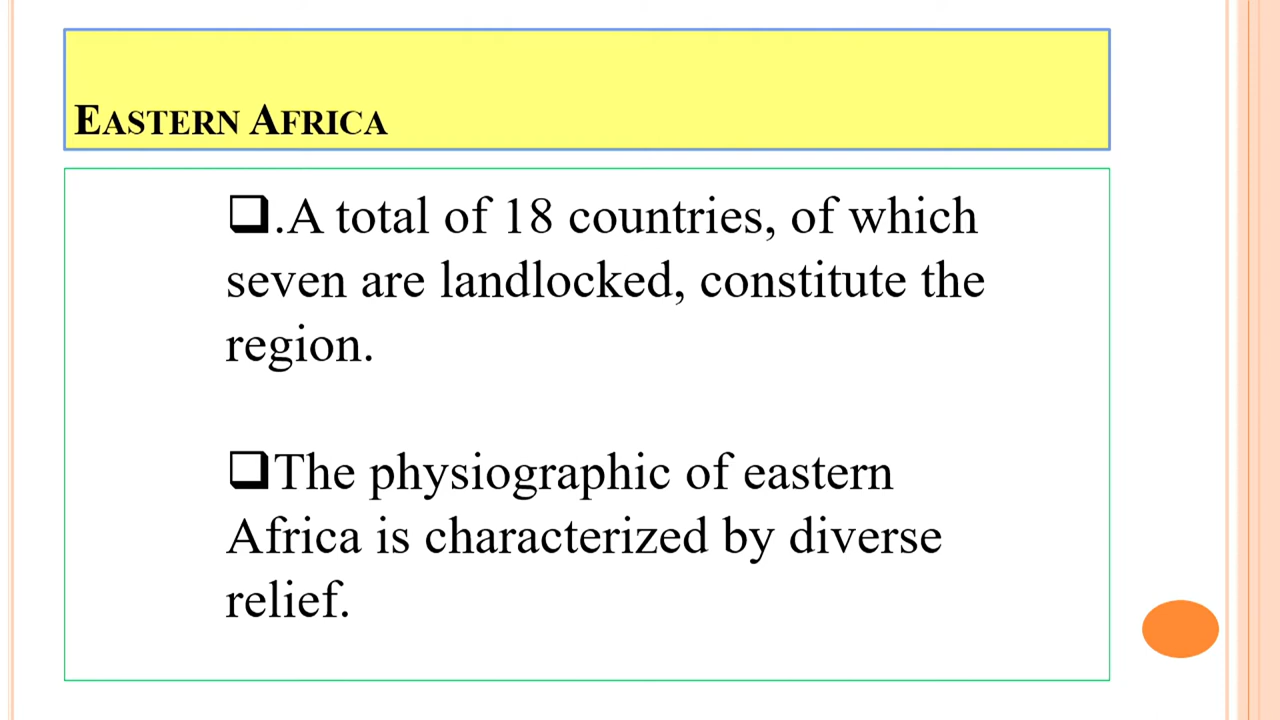 EASTERN AFRICA
❑.A total of 18 countries, of which
seven are landlocked, constitute the
region.
❑The physiographic of eastern
Africa is characterized by diverse
relief.